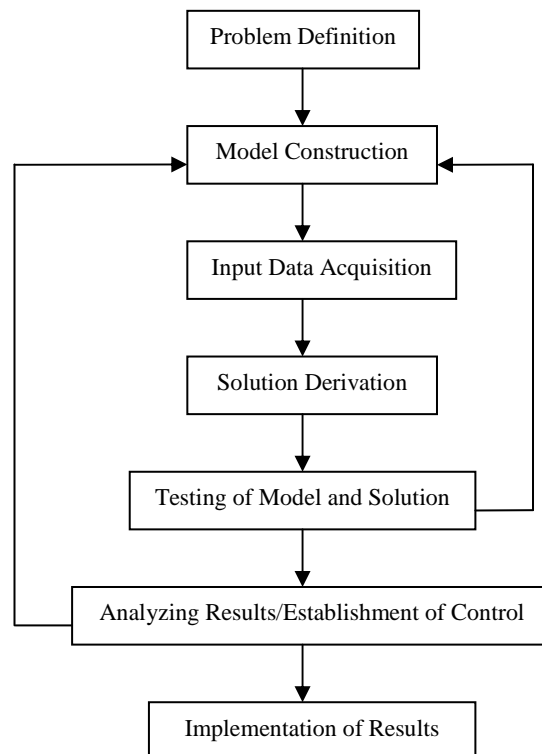 Problem Definition
Model Construction
Input Data Acquisition
Solution Derivation
Testing of Model and Solution
Analyzing Results/Establishment of Control
Implementation of Results